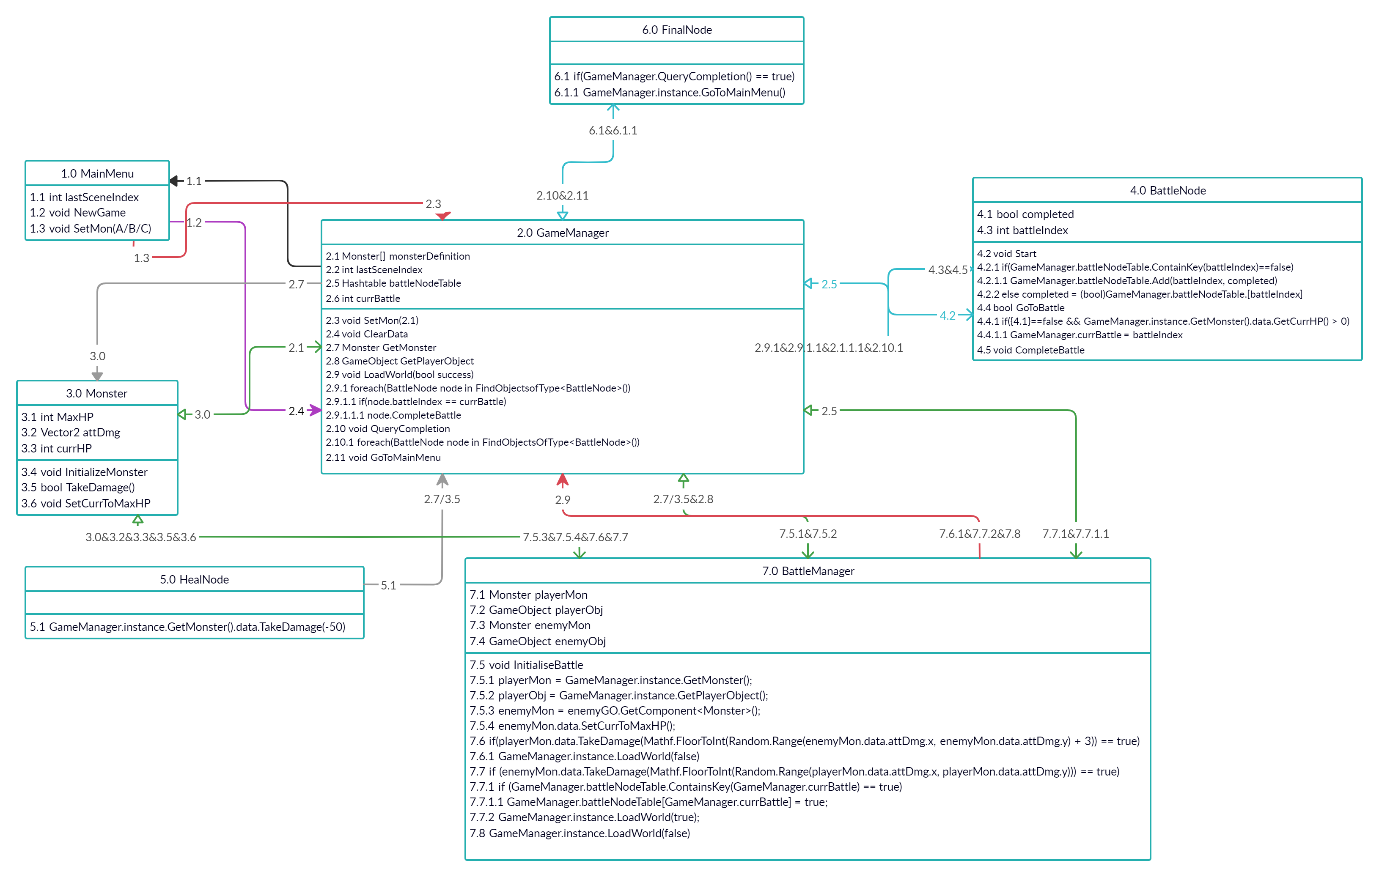 6.0 FinalNode
6.1 if(GameManager.QueryCompletion() == true)
6.1.1 GameManager.instance.GoToMainMenu()
6.1&6.1.1
2.10&2.11
1.0 MainMenu
1.1 int lastSceneIndex
1.2 void NewGame
1.3 void SetMon(A/B/C)
1.1
2.3
1.2
1.3
2.0 GameManager
2.1 Monster[] monsterDefinition
2.2 int lastSceneIndex
2.5 Hashtable battleNodeTable
2.6 int currBattle
2.3 void SetMon(2.1)
2.4 void ClearData
2.7 Monster GetMonster
2.8 GameObject GetPlayerObject
2.9 void LoadWorld(bool success)
2.9.1 foreach(BattleNode node in FindObjectsofType<BattleNode>())
2.9.1.1 if(node.battleIndex == currBattle)
2.9.1.1.1 node.CompleteBattle
2.10 void QueryCompletion
2.10.1 foreach(BattleNode node in FindObjectsOfType<BattleNode>())
2.11 void GoToMainMenu
4.0 BattleNode
4.1 bool completed
4.3 int battleIndex
4.2 void Start
4.2.1 if(GameManager.battleNodeTable.ContainKey(battleIndex)==false)
4.2.1.1 GameManager.battleNodeTable.Add(battleIndex, completed)
4.2.2 else completed = (bool)GameManager.battleNodeTable.[battleIndex]
4.4 bool GoToBattle
4.4.1 if([4.1]==false && GameManager.instance.GetMonster().data.GetCurrHP() > 0)
4.4.1.1 GameManager.currBattle = battleIndex
4.5 void CompleteBattle
4.3&4.5
2.5
4.2
2.9.1&2.9.1.1&2.1.1.1&2.10.1
2.7
3.0
2.1
3.0
2.4
2.5
3.0 Monster
3.1 int MaxHP
3.2 Vector2 attDmg
3.3 int currHP
3.4 void InitializeMonster
3.5 bool TakeDamage()
3.6 void SetCurrToMaxHP
2.7/3.5
2.9
2.7/3.5&2.8
3.0&3.2&3.3&3.5&3.6
7.5.3&7.5.4&7.6&7.7
7.5.1&7.5.2
7.6.1&7.7.2&7.8
7.7.1&7.7.1.1
5.0 HealNode
5.1 GameManager.instance.GetMonster().data.TakeDamage(-50)
5.1
7.0 BattleManager
7.1 Monster playerMon
7.2 GameObject playerObj
7.3 Monster enemyMon
7.4 GameObject enemyObj
7.5 void InitialiseBattle
7.5.1 playerMon = GameManager.instance.GetMonster();
7.5.2 playerObj = GameManager.instance.GetPlayerObject();
7.5.3 enemyMon = enemyGO.GetComponent<Monster>();
7.5.4 enemyMon.data.SetCurrToMaxHP();
7.6 if(playerMon.data.TakeDamage(Mathf.FloorToInt(Random.Range(enemyMon.data.attDmg.x, enemyMon.data.attDmg.y) + 3)) == true)
7.6.1 GameManager.instance.LoadWorld(false)
7.7 if (enemyMon.data.TakeDamage(Mathf.FloorToInt(Random.Range(playerMon.data.attDmg.x, playerMon.data.attDmg.y))) == true)
7.7.1 if (GameManager.battleNodeTable.ContainsKey(GameManager.currBattle) == true)
7.7.1.1 GameManager.battleNodeTable[GameManager.currBattle] = true;
7.7.2 GameManager.instance.LoadWorld(true);
7.8 GameManager.instance.LoadWorld(false)